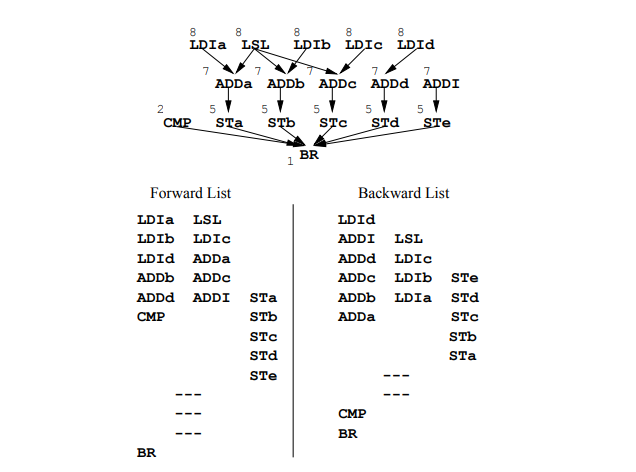 8 8 8 8 8
LDIa LSL LDIb LDIc LDId
7 7 7 7 7
ADDa ADDb ADDc ADDd ADDI
2 5 5 5 5 5
CMP STa STb STc STd STe
1 BR
Forward List Backward List
LDIa LSL LDId
LDIb LDIc ADDI LSL
LDId ADDa ADDd LDIc
ADDb ADDc ADDc LDIb STe
ADDd ADDI STa ADDb LDIa STd
CMP STb ADDa STc
STc STb
STd STa
STe ---
--- ---
--- CMP
--- BR
BR